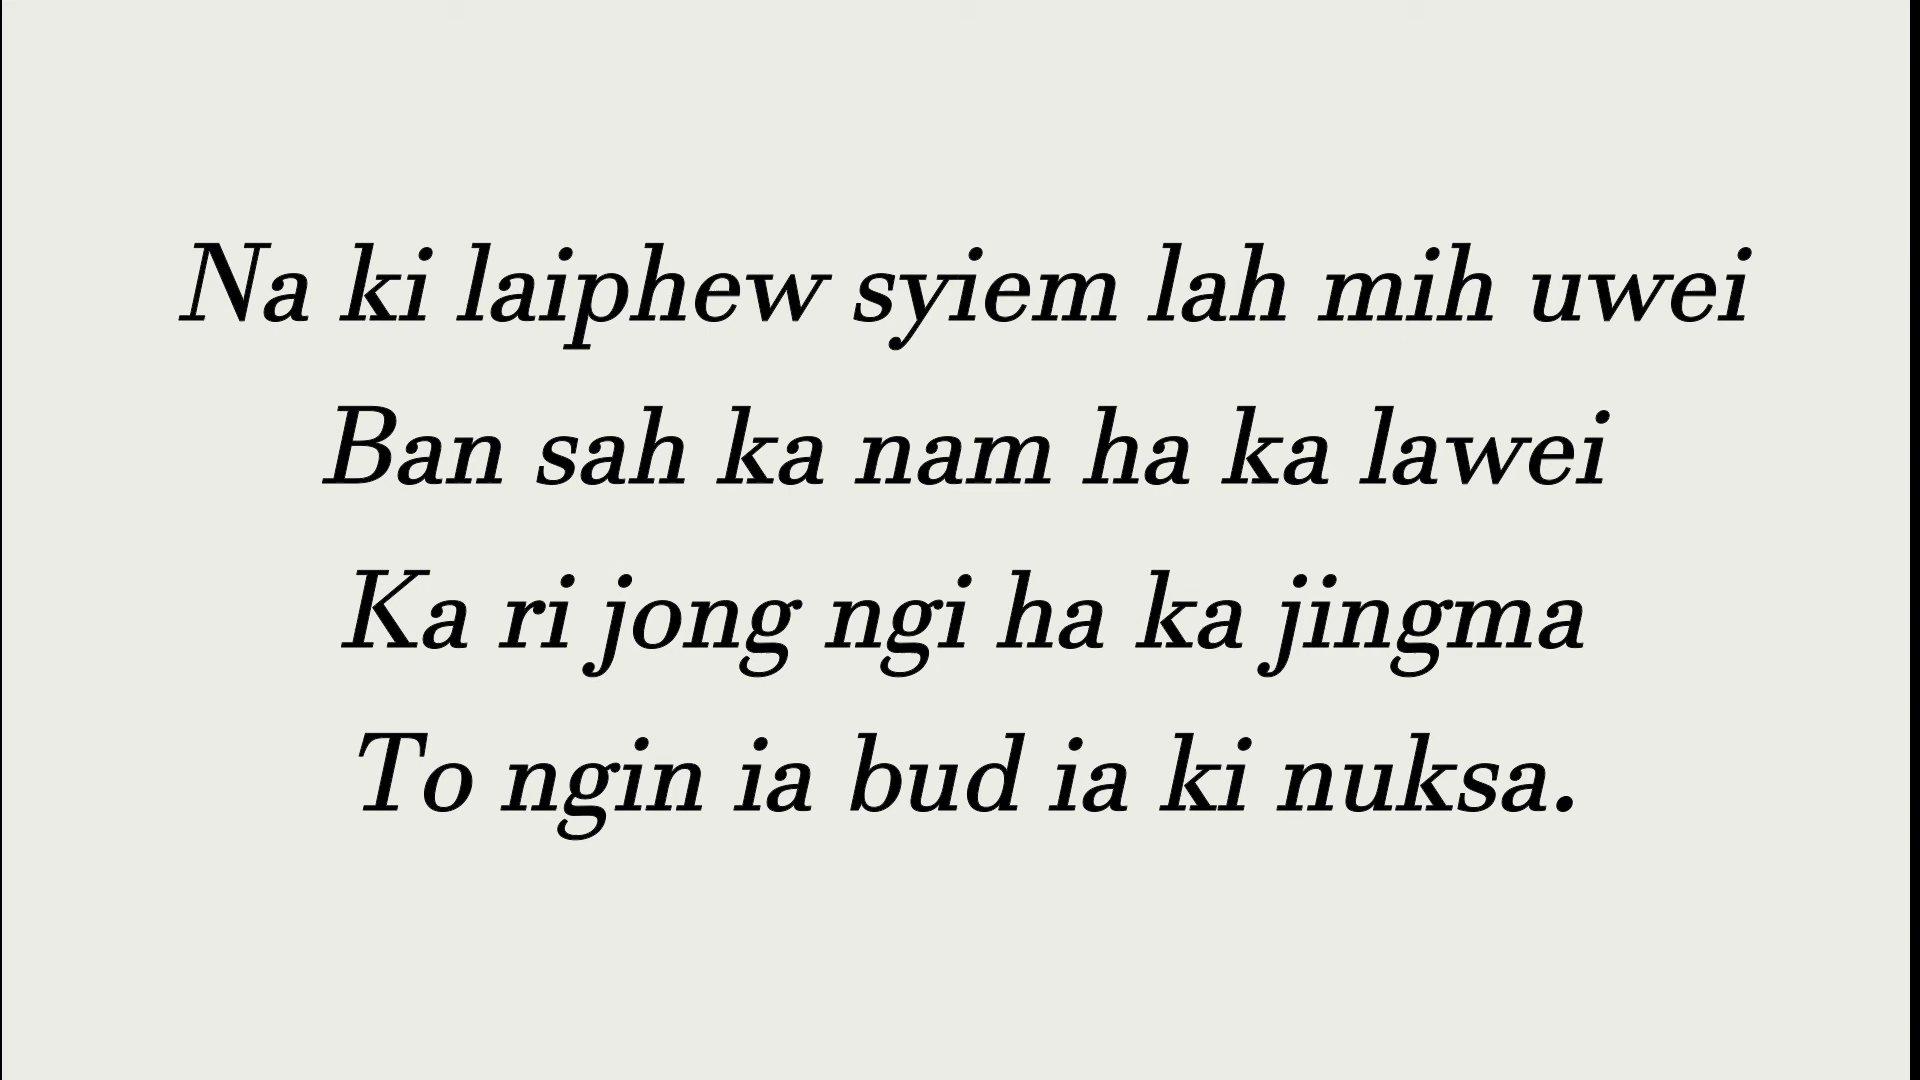 Na ki laiphew syiem lah mih uwei
Ban sah ka nam ha ka lawei
Ka ri jong ngi ha ka jingma
To ngin ia bud ia ki nuksa.